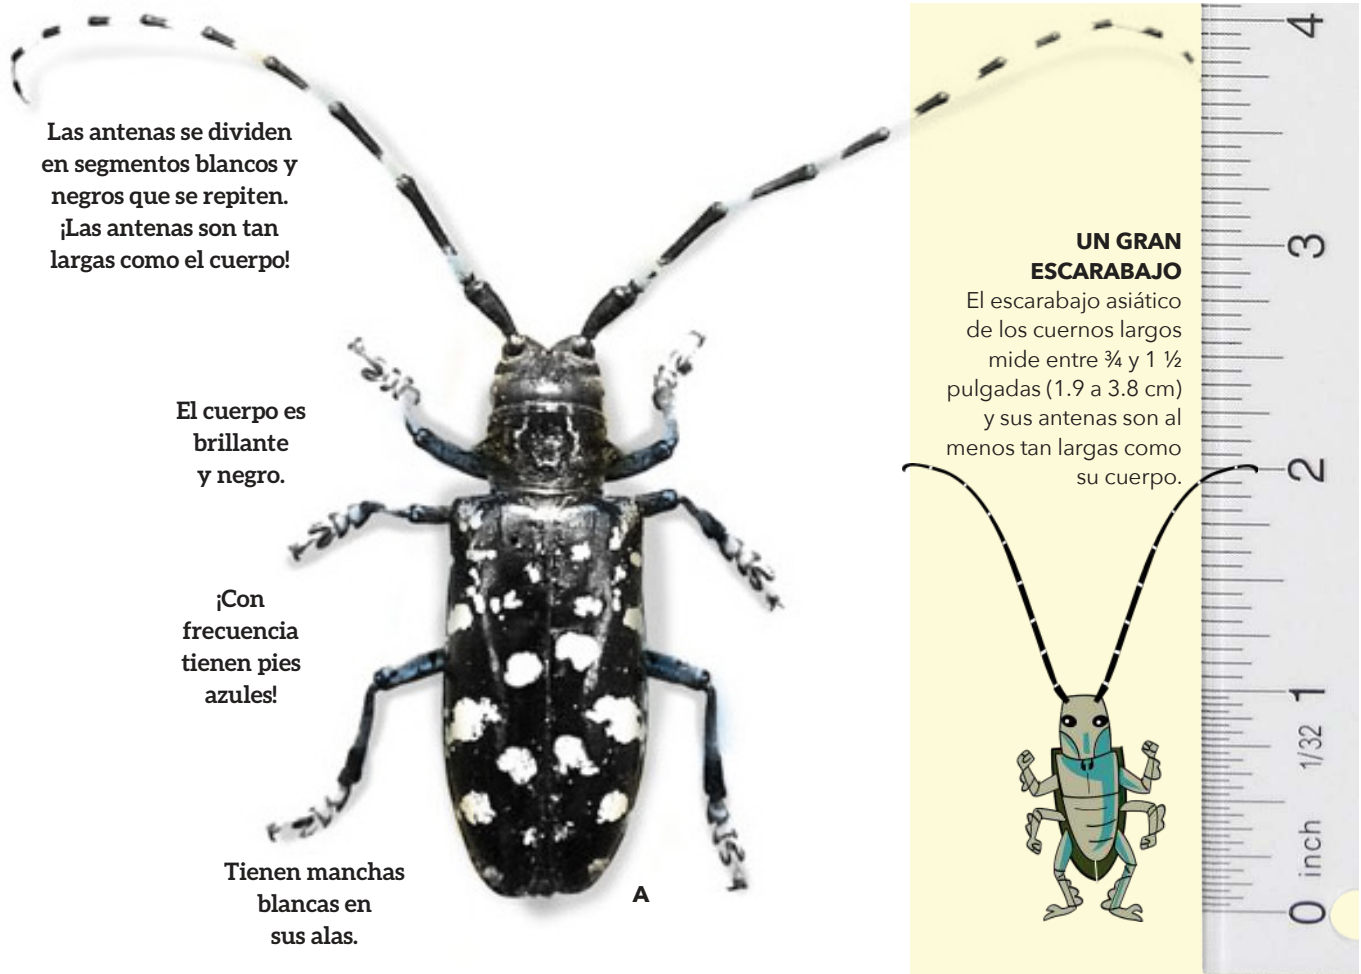 Las antenas se dividen
en segmentos blancos y
negros que se repiten.
¡Las antenas son tan
largas como el cuerpo!
El cuerpo es
brillante
y negro.
¡Con
frecuencia
tienen pies
azules!
Tienen manchas
blancas en
sus alas.
A
UN GRAN
ESCARABAJO
El escarabajo asiático
de los cuernos largos
mide entre ¾ y 1 ½
pulgadas (1.9 a 3.8 cm)
y sus antenas son al
menos tan largas como
su cuerpo.
4
3
2
1
1/32
inch
0